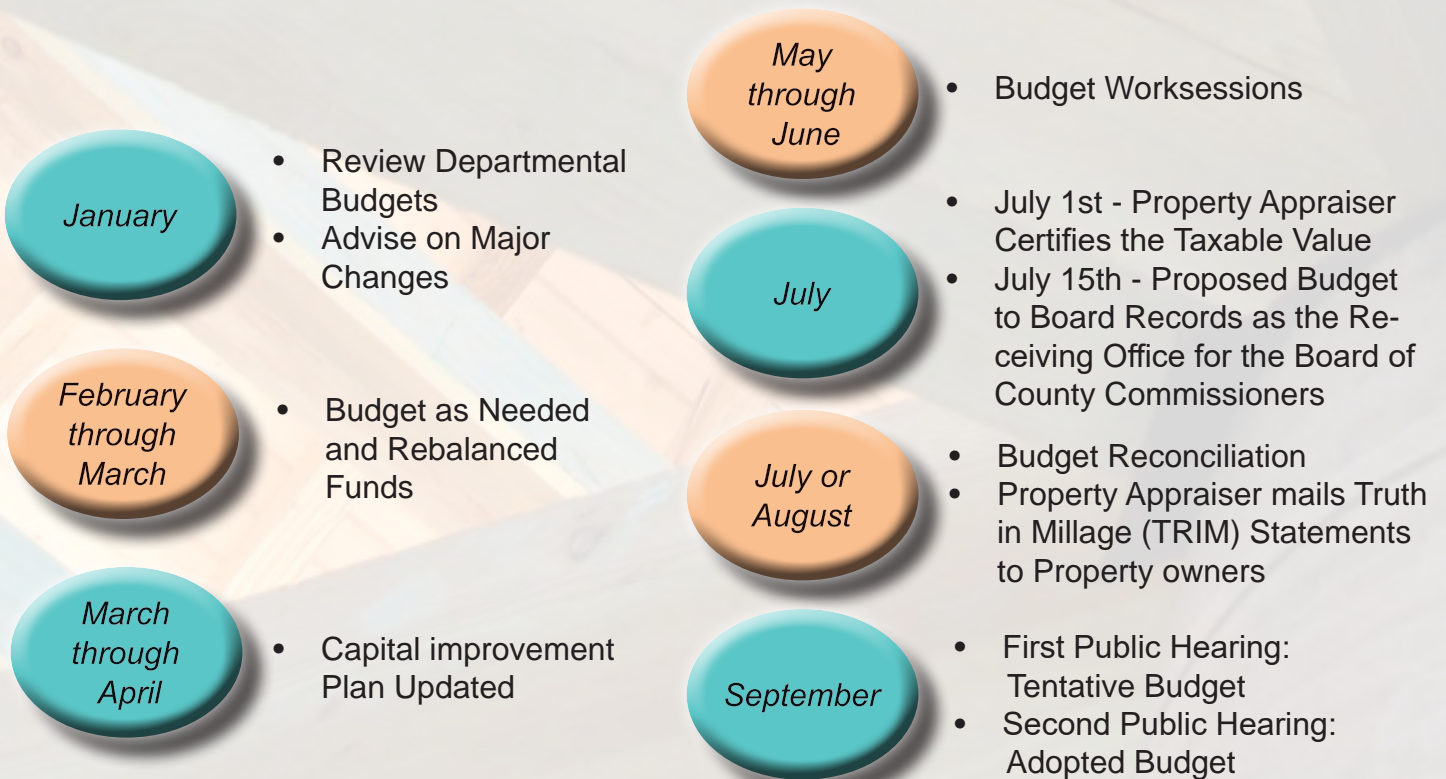 January
• Review Departmental
Budgets
• Advise on Major
Changes
February
through
March
• Budget as Needed
and Rebalanced
Funds
March
through
April
• Capital improvement
Plan Updated
May
through
June
• Budget Worksessions
July
• July 1st - Property Appraiser
Certifies the Taxable Value
• July 15th - Proposed Budget
to Board Records as the Re-
ceiving Office for the Board of
County Commissioners
July or
August
• Budget Reconciliation
• Property Appraiser mails Truth
in Millage (TRIM) Statements
to Property owners
September
• First Public Hearing:
Tentative Budget
• Second Public Hearing:
Adopted Budget